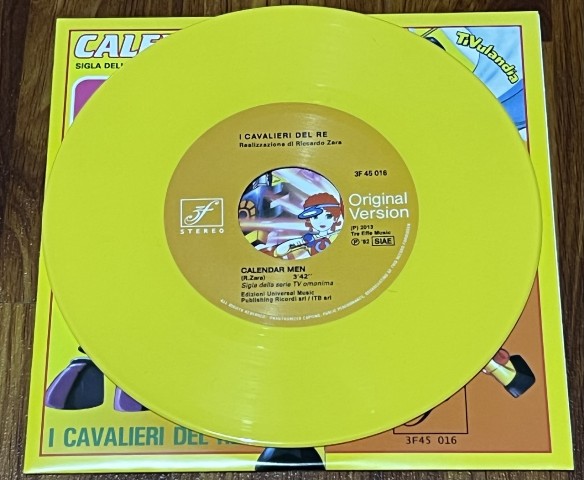 CALE
SIGLA DELL
TiVulandia
I CAVALIERI DEL RE
Realizzazione di Riccardo Zara
3F 45 016
Original
Version
3F
STEREO
(P) 2013
Tre Effe Music
(P) '82 SIAE
CALENDAR MEN
(R.Zara) 3'42''
Sigla della serie TV omonima
Edizioni Universal Music
Publishing Ricordi srl / ITB srl
I CAVALIERI DEL RE
3F45 016